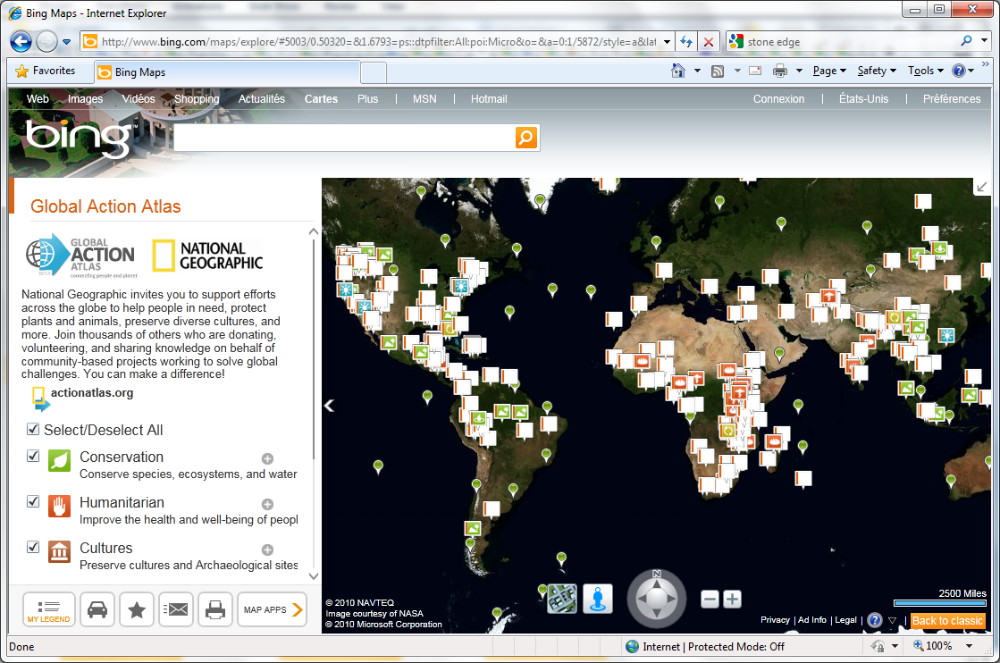 Bing Maps - Internet Explorer
http://www.bing.com/maps/explore/#5003/0.50320=&1.6793=ps::dtpfilter:All:poi:Micro&o=&a=0:1/5872/style=a&lat
stone edge
Favorites
Bing Maps
Page
Safety
Tools
Web Images Vidéos Shopping Actualités Cartes Plus | MSN | Hotmail
Connexion | États-Unis | Préférences
bing™
Global Action Atlas
GLOBAL
ACTION
ATLAS
BETA
connecting people and planet
NATIONAL
GEOGRAPHIC
National Geographic invites you to support efforts
across the globe to help people in need, protect
plants and animals, preserve diverse cultures, and
more. Join thousands of others who are donating,
volunteering, and sharing knowledge on behalf of
community-based projects working to solve global
challenges. You can make a difference!
actionatlas.org
Select/Deselect All
Conservation
Conserve species, ecosystems, and water
Humanitarian
Improve the health and well-being of peopl
Cultures
Preserve cultures and Archaeological sites
MY LEGEND
MAP APPS
N
© 2010 NAVTEQ
Image courtesy of NASA
© 2010 Microsoft Corporation
2500 Miles
Privacy | Ad Info | Legal |
| Back to classic
Done
Internet | Protected Mode: Off
100%